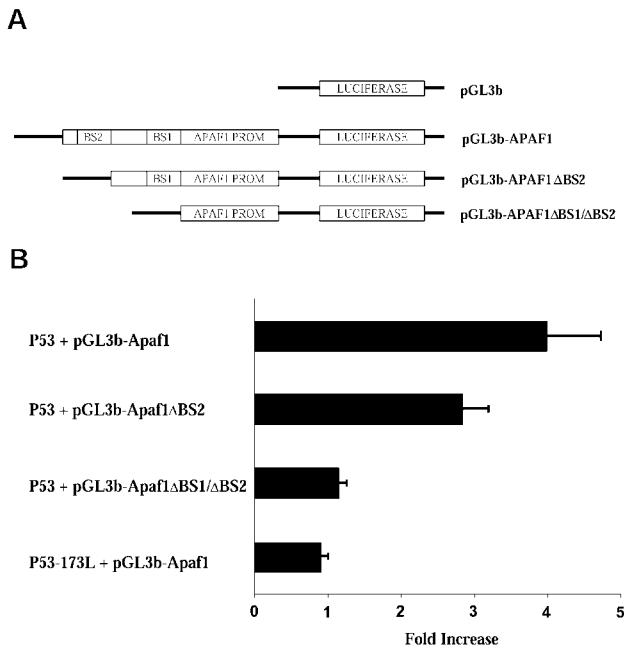 A
LUCIFERASE pGL3b
BS2 BS1 APAF1 PROM LUCIFERASE pGL3b-APAF1
BS1 APAF1 PROM LUCIFERASE pGL3b-APAF1ΔBS2
APAF1 PROM LUCIFERASE pGL3b-APAF1ΔBS1/ΔBS2
B
P53 + pGL3b-Apaf1
P53 + pGL3b-Apaf1ΔBS2
P53 + pGL3b-Apaf1ΔBS1/ΔBS2
P53-173L + pGL3b-Apaf1
0 1 2 3 4 5
Fold Increase